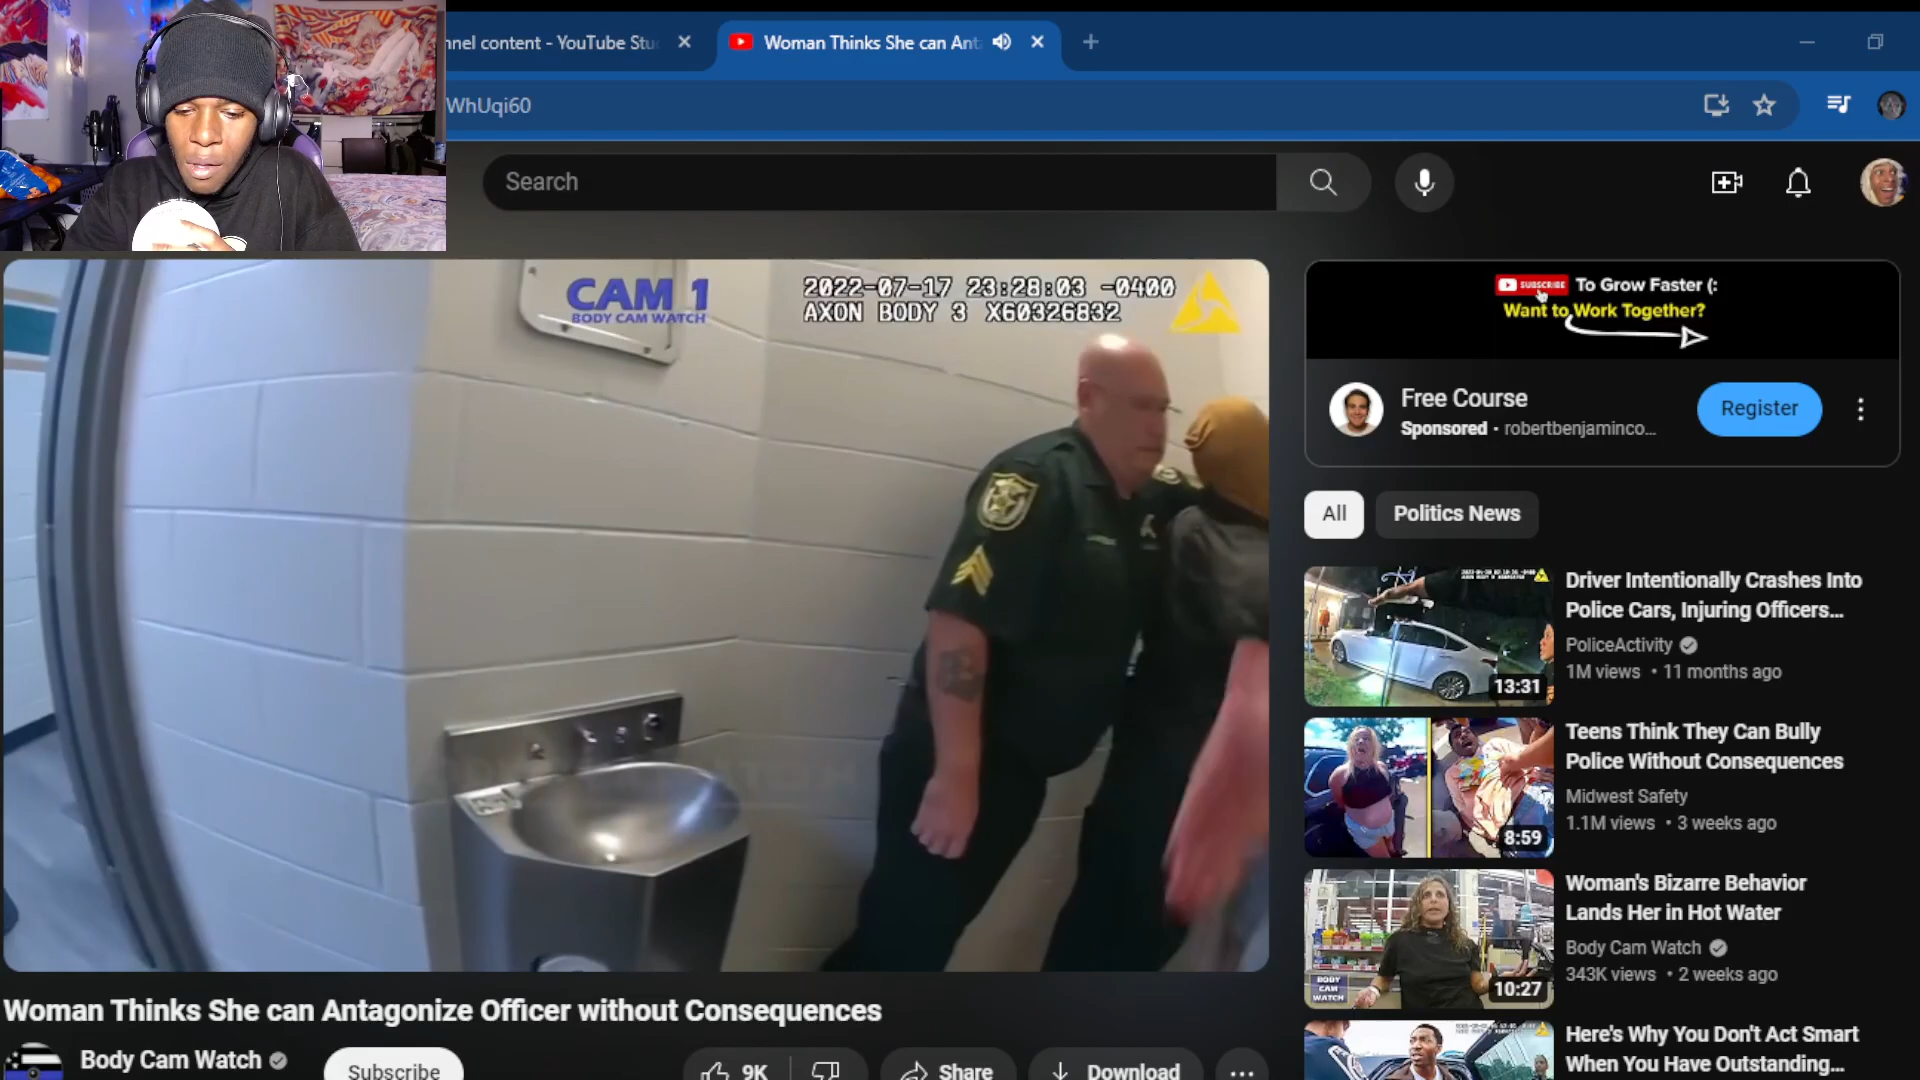 nnel content - YouTube Stu
Woman Thinks She can Ant
WhUqi60
Search
CAM 1
BODY CAM WATCH
2022-07-17 23:28:03 -0400
AXON BODY 3 X60326832
SUBSCRIBE To Grow Faster (:
Want to Work Together?
Free Course
Sponsored • robertbenjaminco...
Register
All
Politics News
13:31
Driver Intentionally Crashes Into
Police Cars, Injuring Officers...
PoliceActivity
1M views • 11 months ago
8:59
Teens Think They Can Bully
Police Without Consequences
Midwest Safety
1.1M views • 3 weeks ago
BODY
CAM
WATCH
10:27
Woman's Bizarre Behavior
Lands Her in Hot Water
Body Cam Watch
343K views • 2 weeks ago
Here's Why You Don't Act Smart
When You Have Outstanding...
Woman Thinks She can Antagonize Officer without Consequences
Body Cam Watch
Subscribe
9K
Share
Download